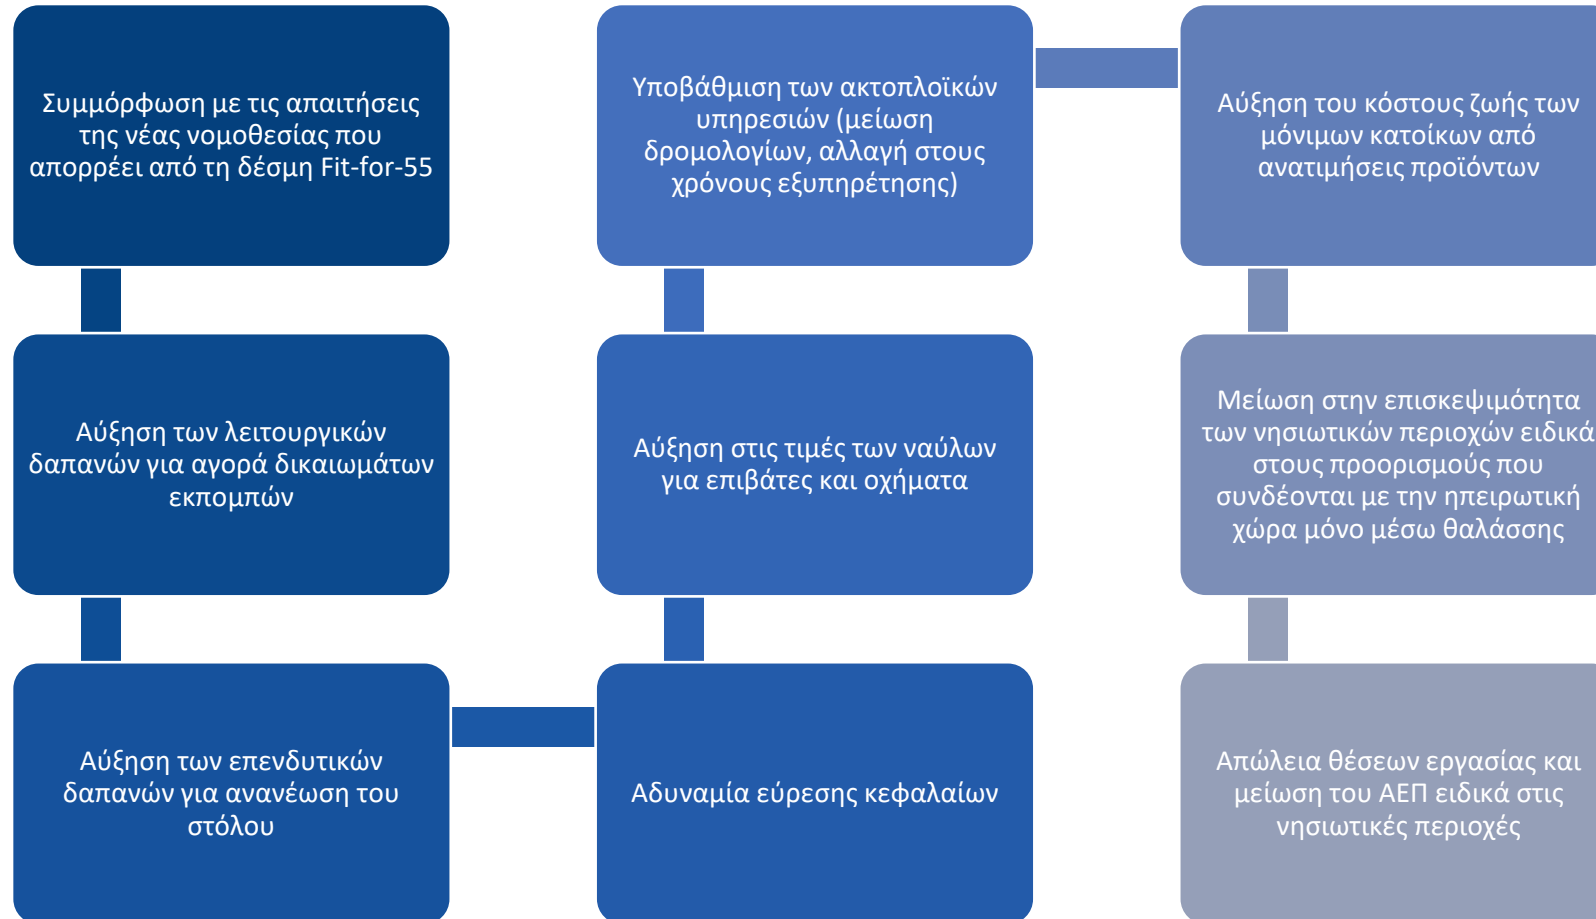 Συμμόρφωση με τις απαιτήσεις
της νέας νομοθεσίας που
απορρέει από τη δέσμη Fit-for-55
Αύξηση των λειτουργικών
δαπανών για αγορά δικαιωμάτων
εκπομπών
Αύξηση των επενδυτικών
δαπανών για ανανέωση του
στόλου
Αδυναμία εύρεσης κεφαλαίων
Αύξηση στις τιμές των ναύλων
για επιβάτες και οχήματα
Υποβάθμιση των ακτοπλοϊκών
υπηρεσιών (μείωση
δρομολογίων, αλλαγή στους
χρόνους εξυπηρέτησης)
Αύξηση του κόστους ζωής των
μόνιμων κατοίκων από
ανατιμήσεις προϊόντων
Μείωση στην επισκεψιμότητα
των νησιωτικών περιοχών ειδικά
στους προορισμούς που
συνδέονται με την ηπειρωτική
χώρα μόνο μέσω θαλάσσης
Απώλεια θέσεων εργασίας και
μείωση του ΑΕΠ ειδικά στις
νησιωτικές περιοχές